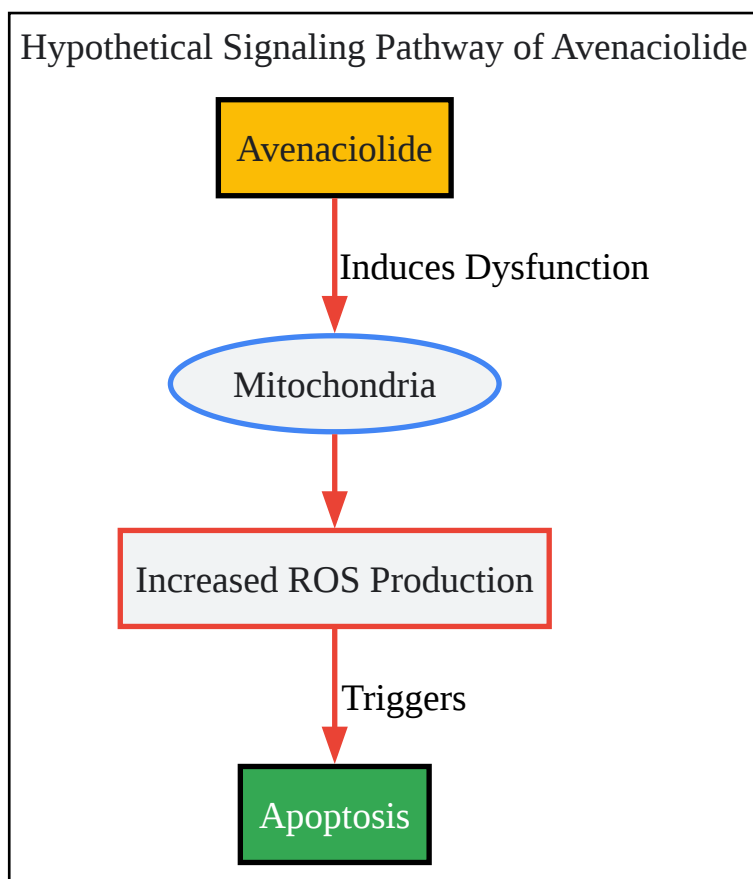 Hypothetical Signaling Pathway of Avenaciolide
Avenaciolide
Induces Dysfunction
Mitochondria
Increased ROS Production
Triggers
Apoptosis